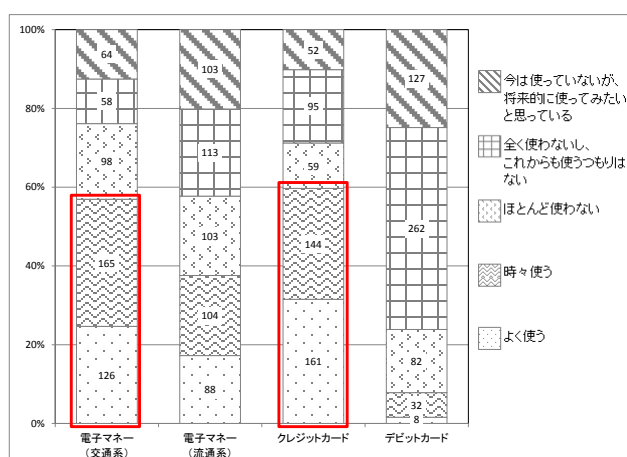 100%
80%
60%
40%
20%
0%
64
58
98
165
126
103
113
103
104
88
52
95
59
144
161
127
262
82
32
8
電子マネー
（交通系）
電子マネー
（流通系）
クレジットカード
デビットカード
今は使っていないが、
将来的に使ってみたい
と思っている
全く使わないし、
これからも使うつもりは
ない
ほとんど使わない
時々使う
よく使う